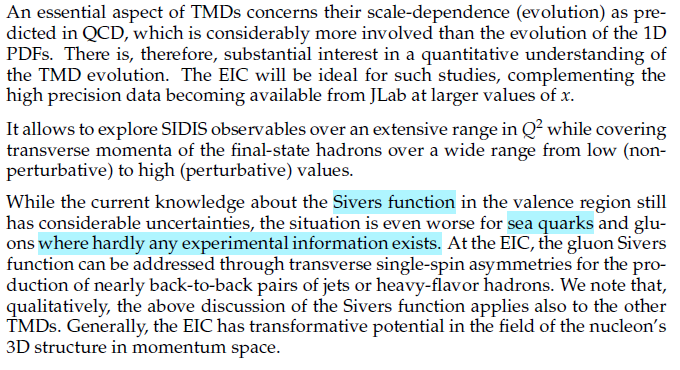 An essential aspect of TMDs concerns their scale-dependence (evolution) as pre-
dicted in QCD, which is considerably more involved than the evolution of the 1D
PDFs. There is, therefore, substantial interest in a quantitative understanding of
the TMD evolution. The EIC will be ideal for such studies, complementing the
high precision data becoming available from JLab at larger values of x.
It allows to explore SIDIS observables over an extensive range in Q² while covering
transverse momenta of the final-state hadrons over a wide range from low (non-
perturbative) to high (perturbative) values.
While the current knowledge about the Sivers function in the valence region still
has considerable uncertainties, the situation is even worse for sea quarks and glu-
ons where hardly any experimental information exists. At the EIC, the gluon Sivers
function can be addressed through transverse single-spin asymmetries for the pro-
duction of nearly back-to-back pairs of jets or heavy-flavor hadrons. We note that,
qualitatively, the above discussion of the Sivers function applies also to the other
TMDs. Generally, the EIC has transformative potential in the field of the nucleon's
3D structure in momentum space.